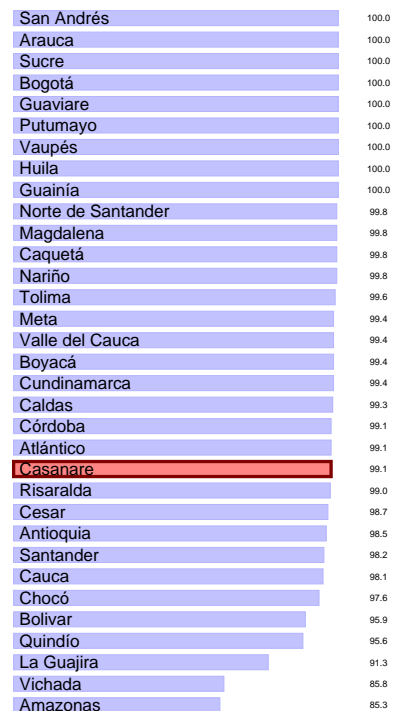 San Andrés 100.0
Arauca 100.0
Sucre 100.0
Bogotá 100.0
Guaviare 100.0
Putumayo 100.0
Vaupés 100.0
Huila 100.0
Guainía 100.0
Norte de Santander 99.8
Magdalena 99.8
Caquetá 99.8
Nariño 99.8
Tolima 99.6
Meta 99.4
Valle del Cauca 99.4
Boyacá 99.4
Cundinamarca 99.4
Caldas 99.3
Córdoba 99.1
Atlántico 99.1
Casanare 99.1
Risaralda 99.0
Cesar 98.7
Antioquia 98.5
Santander 98.2
Cauca 98.1
Chocó 97.6
Bolivar 95.9
Quindío 95.6
La Guajira 91.3
Vichada 85.8
Amazonas 85.3